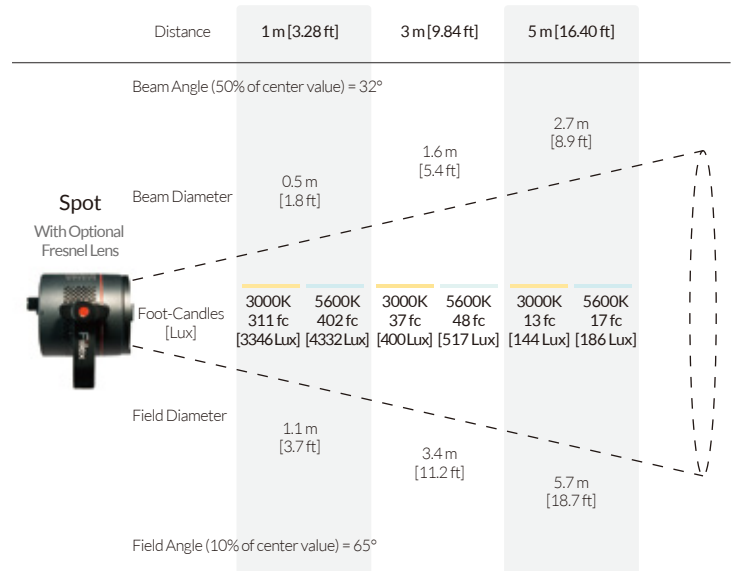 Distance 1 m [3.28 ft] 3 m [9.84 ft] 5 m [16.40 ft]
Beam Angle (50% of center value) = 32°
2.7 m
[8.9 ft]
1.6 m
[5.4 ft]
0.5 m
[1.8 ft]
Beam Diameter
Spot
With Optional
Fresnel Lens
Foot-Candles
[Lux]
3000K 5600K 3000K 5600K 3000K 5600K
311 fc 402 fc 37 fc 48 fc 13 fc 17 fc
[3346 Lux] [4332 Lux] [400 Lux] [517 Lux] [144 Lux] [186 Lux]
Fiilex
Field Diameter
1.1 m
[3.7 ft]
3.4 m
[11.2 ft]
5.7 m
[18.7 ft]
Field Angle (10% of center value) = 65°